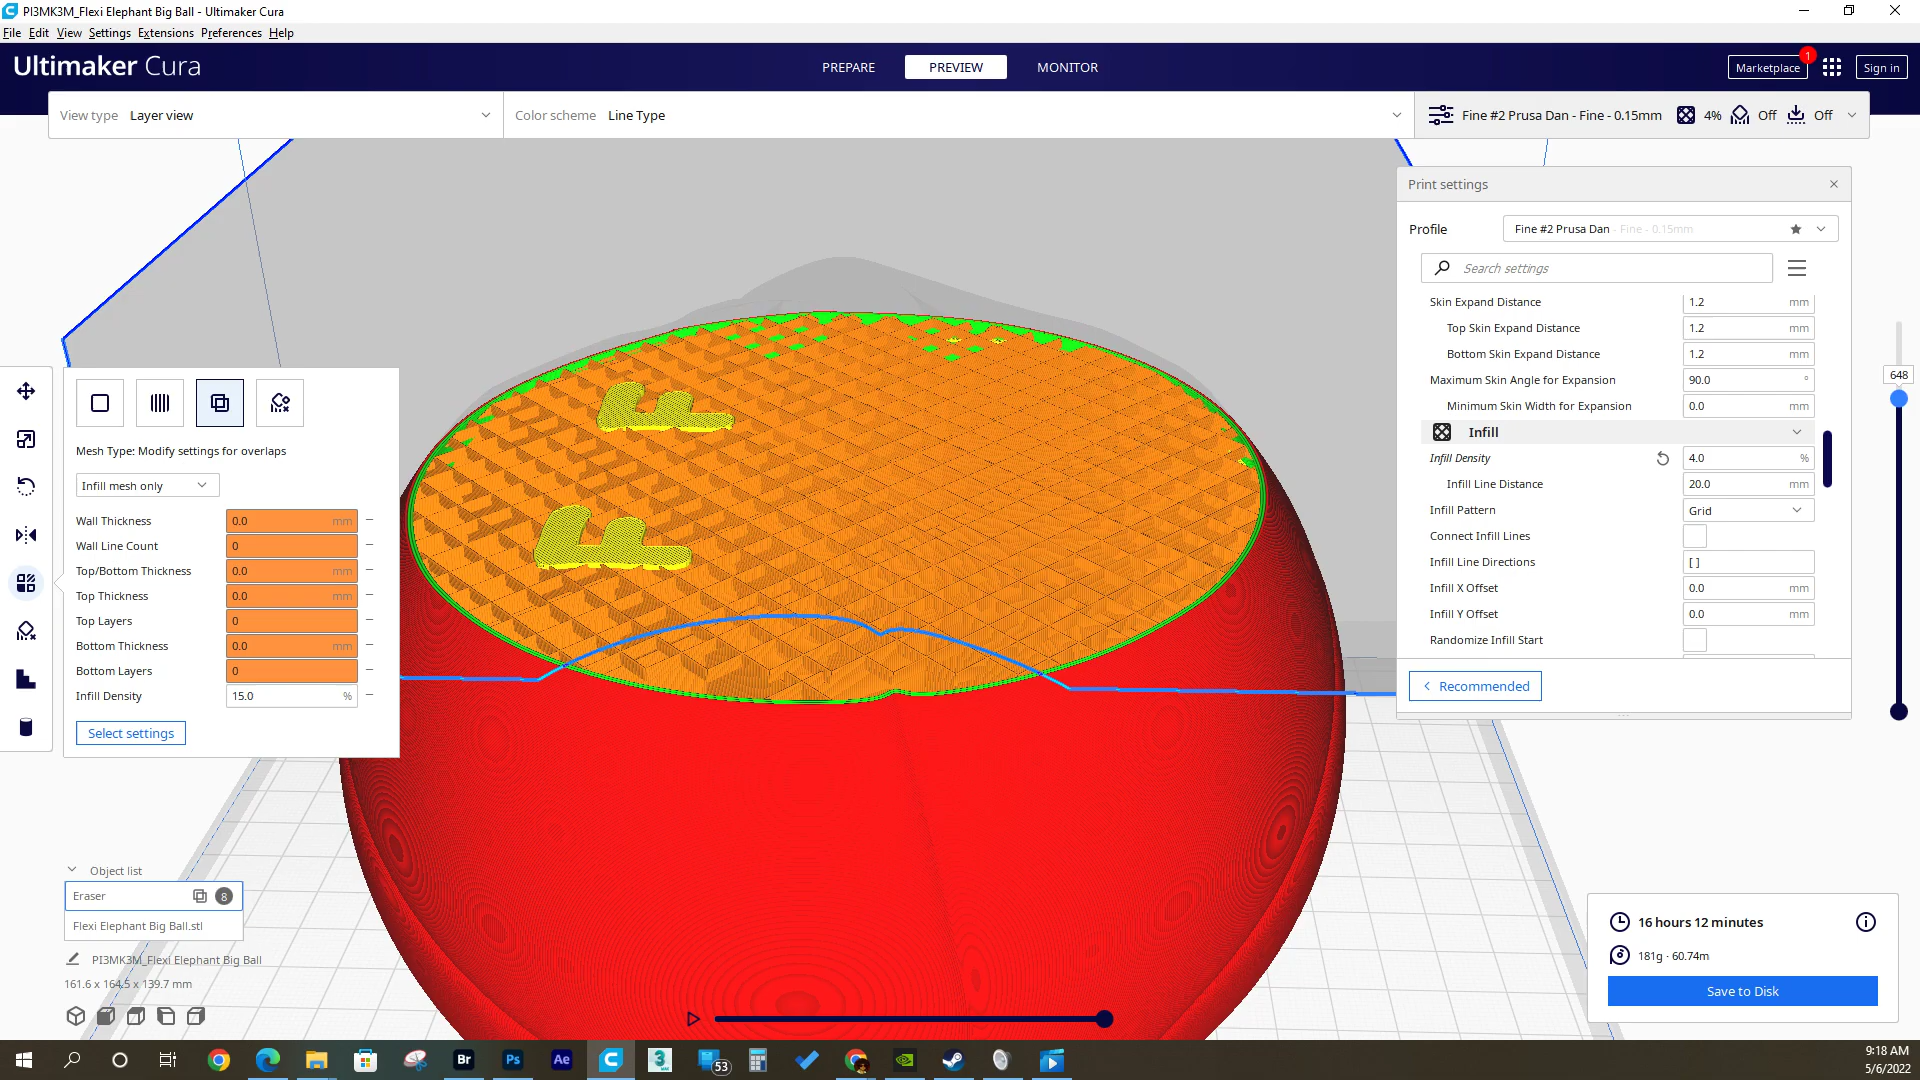 PI3MK3M_Flexi Elephant Big Ball - Ultimaker Cura
File Edit View Settings Extensions Preferences Help
Ultimaker Cura
PREPARE
PREVIEW
MONITOR
Marketplace
1
Sign in
View type Layer view
Color scheme Line Type
Fine #2 Prusa Dan - Fine - 0.15mm
4%
Off
Off
Print settings
Profile
Fine #2 Prusa Dan - Fine - 0.15mm
Search settings
Skin Expand Distance 1.2 mm
Top Skin Expand Distance 1.2 mm
Bottom Skin Expand Distance 1.2 mm
Maximum Skin Angle for Expansion 90.0 °
Minimum Skin Width for Expansion 0.0 mm
Infill
Infill Density 4.0 %
Infill Line Distance 20.0 mm
Infill Pattern Grid
Connect Infill Lines
Infill Line Directions [ ]
Infill X Offset 0.0 mm
Infill Y Offset 0.0 mm
Randomize Infill Start
Recommended
648
Mesh Type: Modify settings for overlaps
Infill mesh only
Wall Thickness 0.0 mm
Wall Line Count 0
Top/Bottom Thickness 0.0 mm
Top Thickness 0.0 mm
Top Layers 0
Bottom Thickness 0.0 mm
Bottom Layers 0
Infill Density 15.0 %
Select settings
Object list
Eraser 8
Flexi Elephant Big Ball.stl
PI3MK3M_Flexi Elephant Big Ball
161.6 x 164.5 x 139.7 mm
16 hours 12 minutes
181g · 60.74m
Save to Disk
Br
Ps
Ae
3
53
9:18 AM
5/6/2022